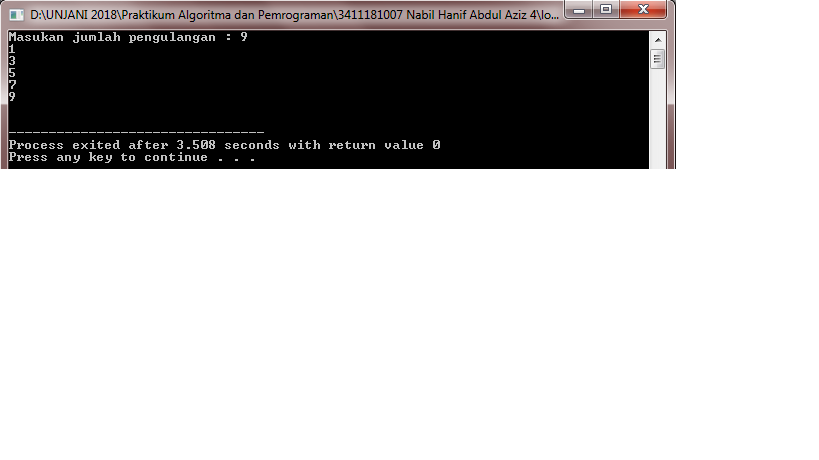 D:\UNJANI 2018\Praktikum Algoritma dan Pemrograman\3411181007 Nabil Hanif Abdul Aziz 4\lo...
Masukan jumlah pengulangan : 9
1
3
5
7
9
--------------------------------
Process exited after 3.508 seconds with return value 0
Press any key to continue . . .